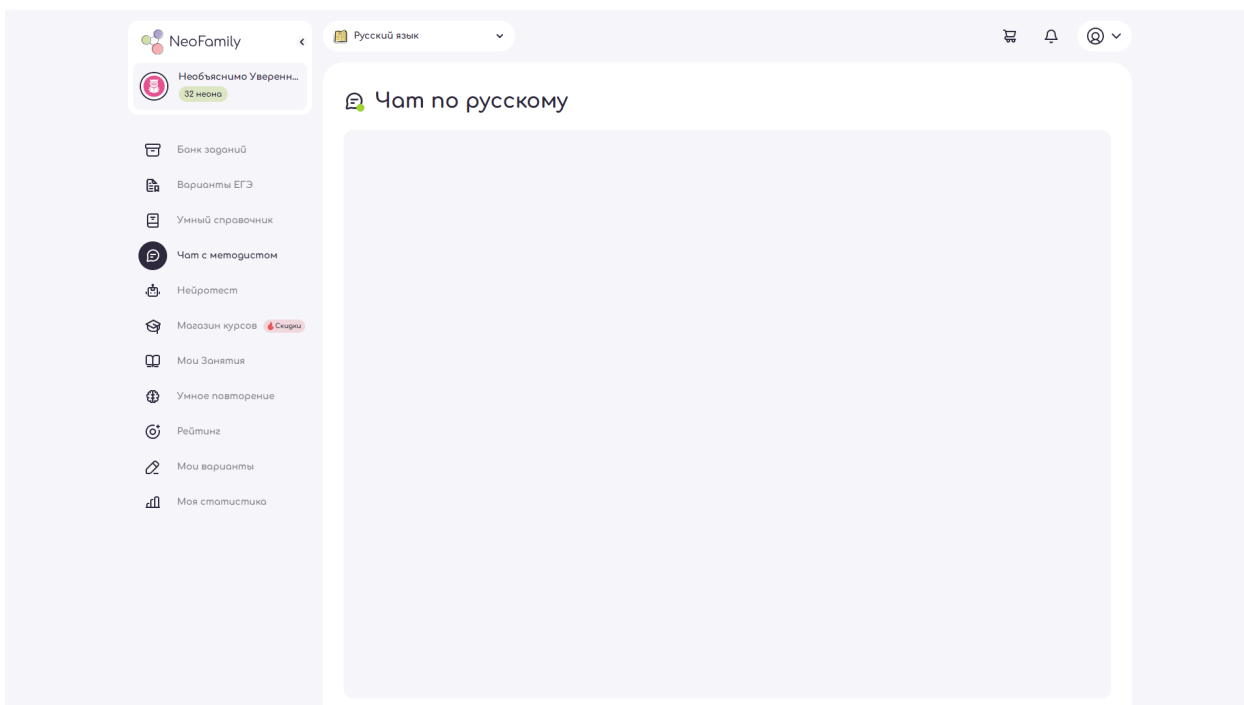 NeoFamily
Русский язык
Необъяснимо Уверенн...
32 неона
Чат по русскому
Банк заданий
Варианты ЕГЭ
Умный справочник
Чат с методистом
Нейротест
Магазин курсов Скидки
Мои Занятия
Умное повторение
Рейтинг
Мои варианты
Моя статистика